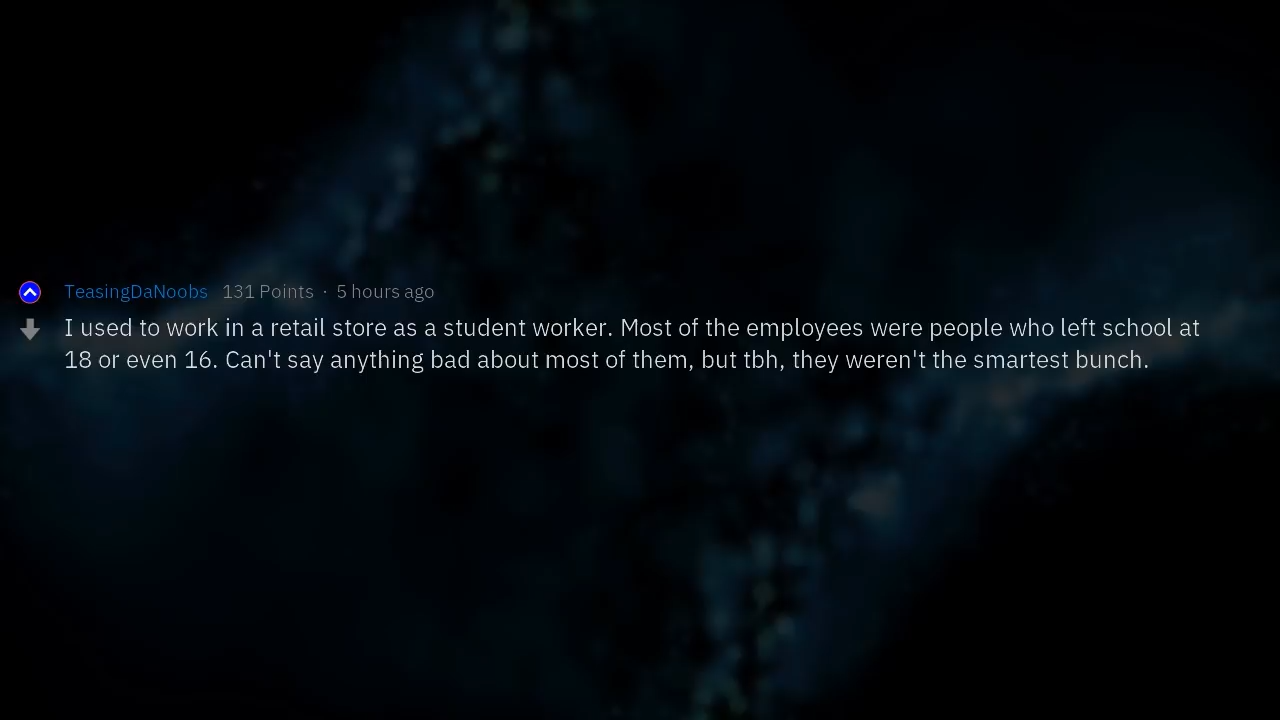 TeasingDaNoobs 131 Points · 5 hours ago
I used to work in a retail store as a student worker. Most of the employees were people who left school at
18 or even 16. Can't say anything bad about most of them, but tbh, they weren't the smartest bunch.